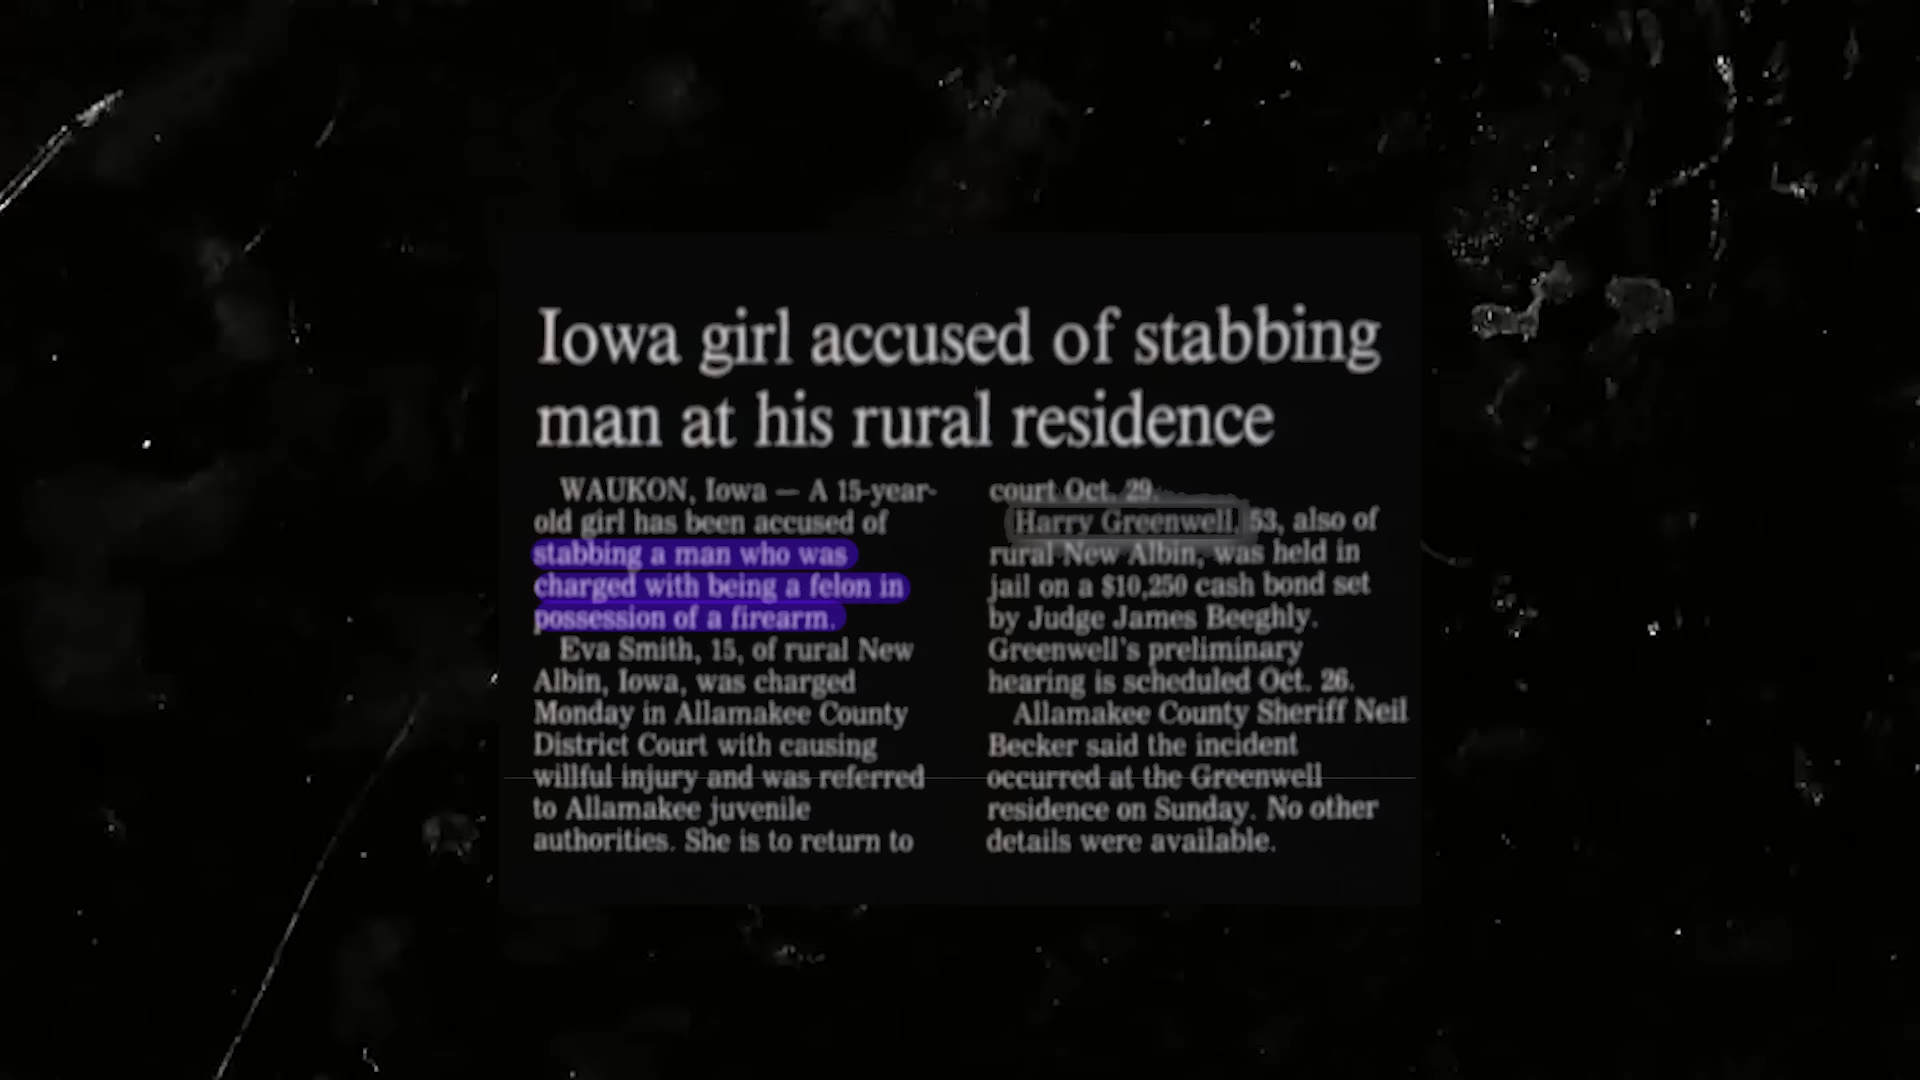 Iowa girl accused of stabbing
man at his rural residence
WAUKON, Iowa — A 15-year-
old girl has been accused of
stabbing a man who was
charged with being a felon in
possession of a firearm.
Eva Smith, 15, of rural New
Albin, Iowa, was charged
Monday in Allamakee County
District Court with causing
willful injury and was referred
to Allamakee juvenile
authorities. She is to return to
court Oct. 29.
Harry Greenwell, 53, also of
rural New Albin, was held in
jail on a $10,250 cash bond set
by Judge James Beeghly.
Greenwell's preliminary
hearing is scheduled Oct. 26.
Allamakee County Sheriff Neil
Becker said the incident
occurred at the Greenwell
residence on Sunday. No other
details were available.